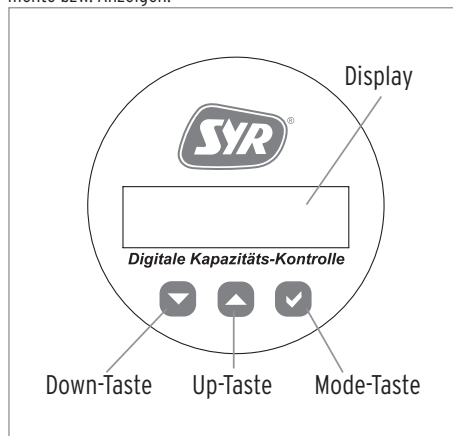 Display
SYR®
Digitale Kapazitäts-Kontrolle
Down-Taste Up-Taste Mode-Taste